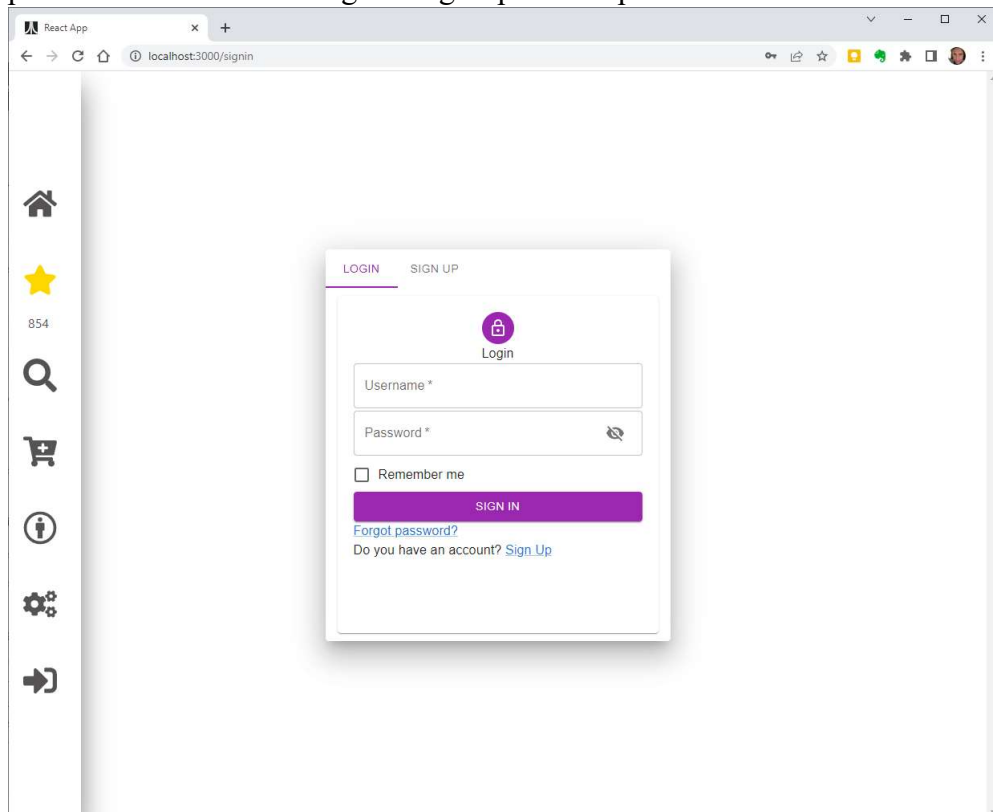 React App
localhost:3000/signin
LOGIN SIGN UP
854
Login
Username *
Password *
Remember me
SIGN IN
Forgot password?
Do you have an account? Sign Up